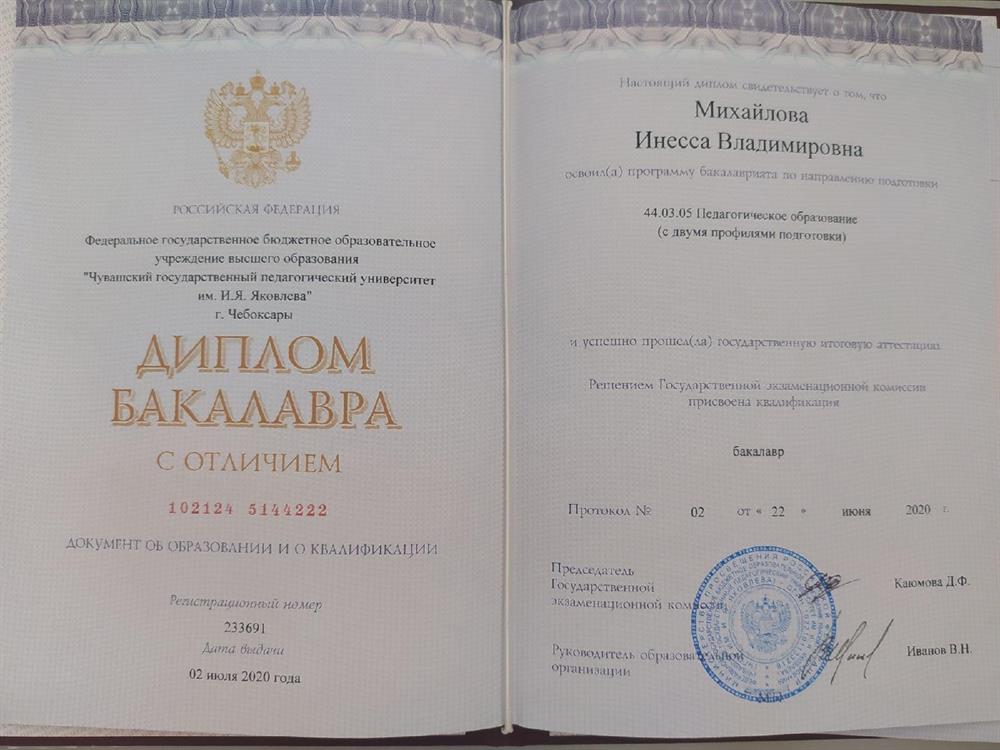 РОССИЙСКАЯ ФЕДЕРАЦИЯ
Федеральное государственное бюджетное образовательное
учреждение высшего образования
"Чувашский государственный педагогический университет
им. И.Я. Яковлева"
г. Чебоксары
ДИПЛОМ
БАКАЛАВРА
С ОТЛИЧИЕМ
102124 5144222
ДОКУМЕНТ ОБ ОБРАЗОВАНИИ И О КВАЛИФИКАЦИИ
Регистрационный номер
233691
Дата выдачи
02 июля 2020 года
Настоящий диплом свидетельствует о том, что
Михайлова
Инесса Владимировна
освоил(а) программу бакалавриата по направлению подготовки
44.03.05 Педагогическое образование
(с двумя профилями подготовки)
и успешно прошел(ла) государственную итоговую аттестацию
Решением Государственной экзаменационной комиссии
присвоена квалификация
бакалавр
Протокол № 02 от « 22 » июня 2020 г.
Председатель
Государственной
экзаменационной комиссии
Каюмова Д.Ф.
Руководитель образовательной
организации
Иванов В.Н.